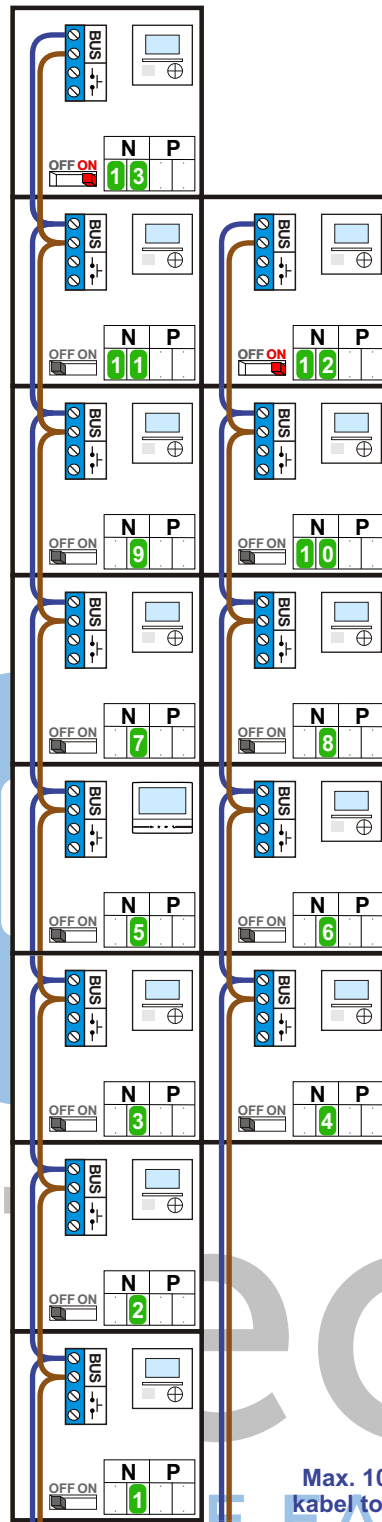 BUS
OFF ON
N P
1 3
BUS
OFF ON
N P
1 1
BUS
OFF ON
N P
1 2
BUS
OFF ON
N P
9
BUS
OFF ON
N P
1 0
BUS
OFF ON
N P
7
BUS
OFF ON
N P
8
BUS
OFF ON
N P
5
BUS
OFF ON
N P
6
BUS
OFF ON
N P
3
BUS
OFF ON
N P
4
BUS
OFF ON
N P
2
BUS
OFF ON
N P
1
Max. 10
kabel to